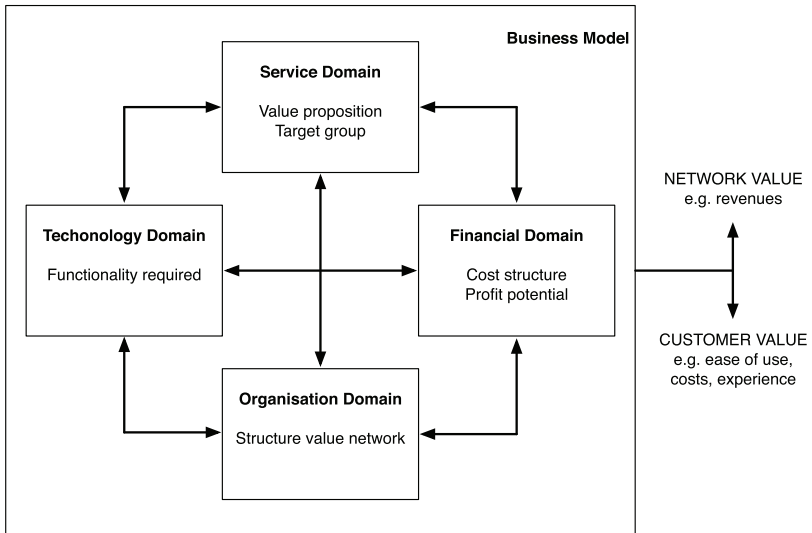 Business Model
Service Domain
Value proposition
Target group
Techonology Domain
Functionality required
Financial Domain
Cost structure
Profit potential
Organisation Domain
Structure value network
NETWORK VALUE
e.g. revenues
CUSTOMER VALUE
e.g. ease of use,
costs, experience